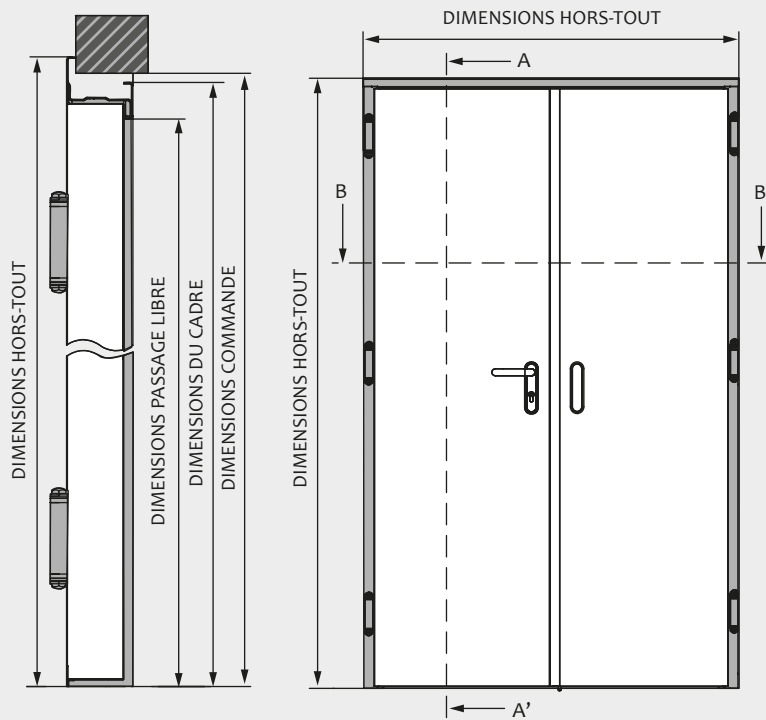 DIMENSIONS HORS-TOUT
DIMENSIONS PASSAGE LIBRE
DIMENSIONS DU CADRE
DIMENSIONS COMMANDE
DIMENSIONS HORS-TOUT
DIMENSIONS HORS-TOUT
A
B
B
A'